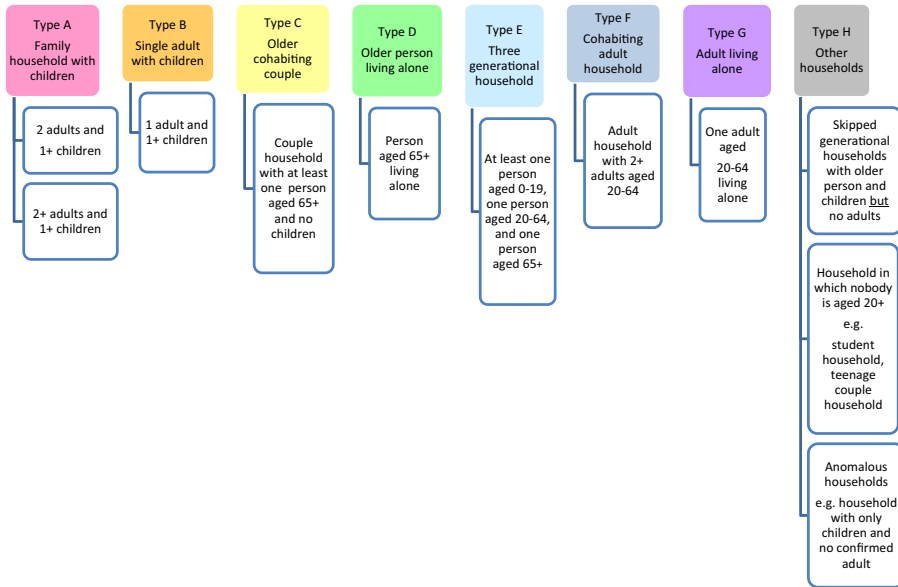 Type A
Family
household with
children
2 adults and
1+ children
2+ adults and
1+ children
Type B
Single adult
with children
1 adult and
1+ children
Type C
Older
cohabiting
couple
Couple
household
with at least
one person
aged 65+
and no
children
Type D
Older person
living alone
Person
aged 65+
living
alone
Type E
Three
generational
household
At least one
person
aged 0-19,
one person
aged 20-64,
and one
person
aged 65+
Type F
Cohabiting
adult
household
Adult
household
with 2+
adults aged
20-64
Type G
Adult living
alone
One adult
aged
20-64
living
alone
Type H
Other
households
Skipped
generational
households
with older
person and
children but
no adults
Household in
which nobody
is aged 20+
e.g.
student
household,
teenage
couple
household
Anomalous
households
e.g. household
with only
children and
no confirmed
adult